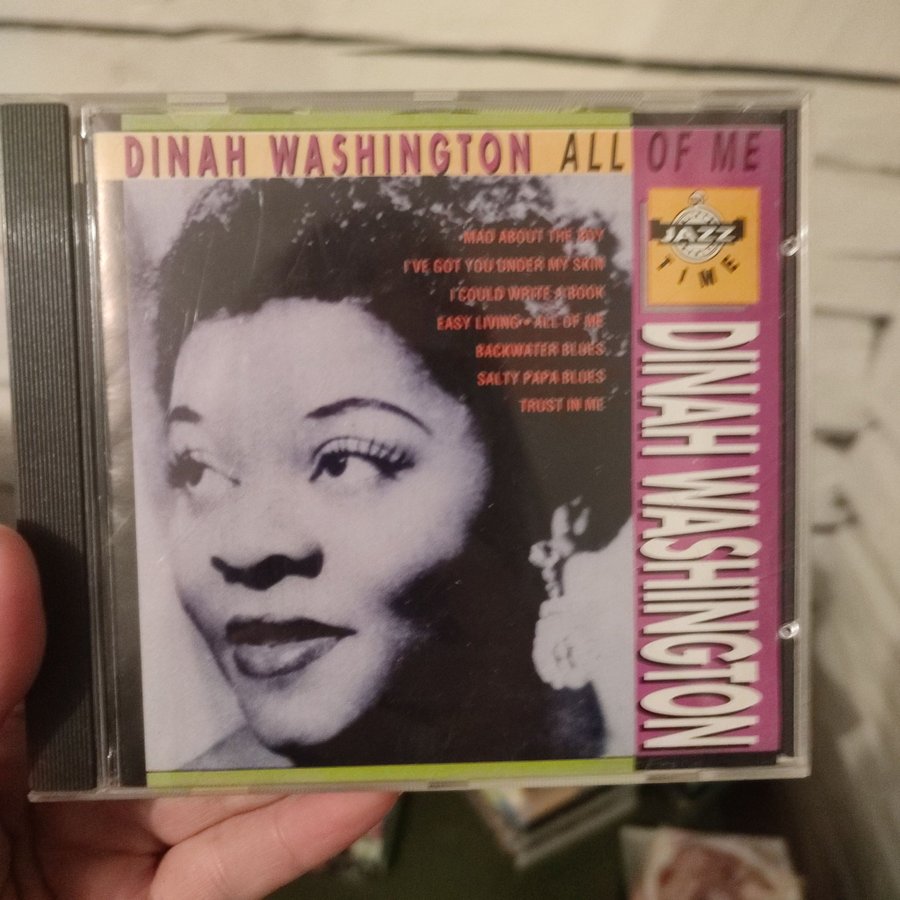 DINAH WASHINGTON ALL OF ME
MAD ABOUT THE BOY
I'VE GOT YOU UNDER MY SKIN
I COULD WRITE A BOOK
EASY LIVING • ALL OF ME
BACKWATER BLUES
SALTY PAPA BLUES
TRUST IN ME
JAZZ
TIME
DINAH WASHINGTON